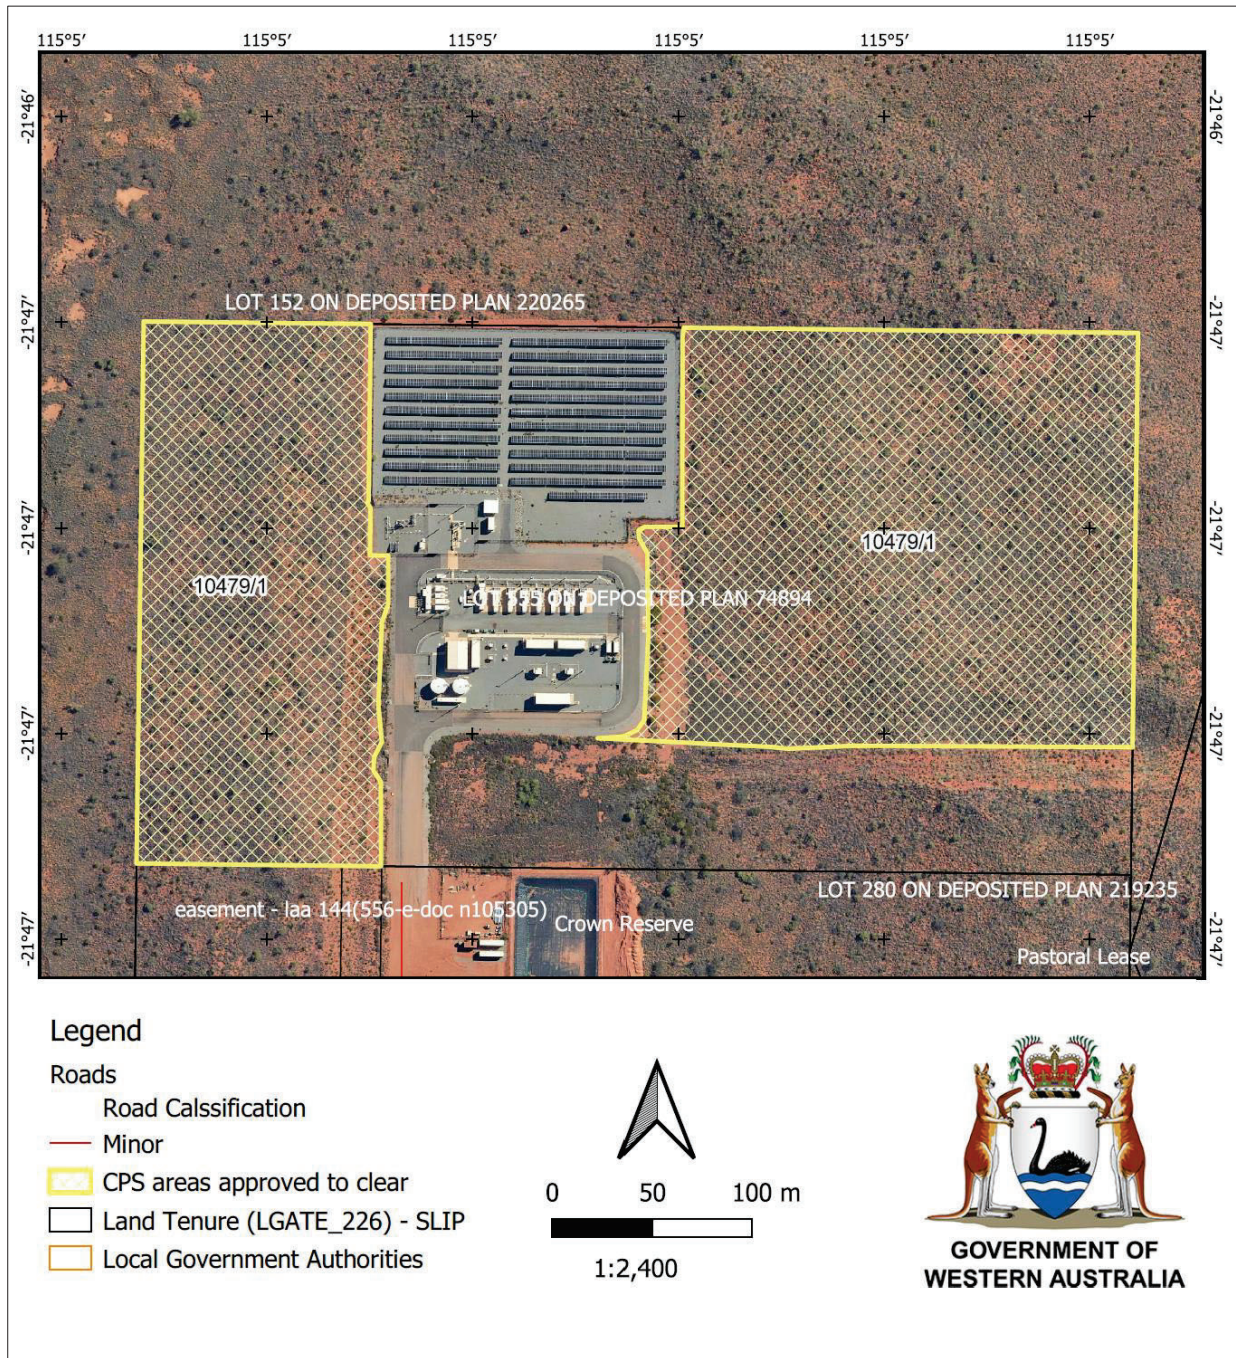 115°5′ 115°5′ 115°5′ 115°5′ 115°5′ 115°5′
-21°46′ -21°46′
LOT 152 ON DEPOSITED PLAN 220265
-21°47′ -21°47′
-21°47′ -21°47′
10479/1
10479/1
LOT 555 ON DEPOSITED PLAN 74894
-21°47′ -21°47′
LOT 280 ON DEPOSITED PLAN 219235
easement - laa 144(556-e-doc n105305)
Crown Reserve
-21°47′ -21°47′
Pastoral Lease
Legend
Roads
Road Calssification
Minor
CPS areas approved to clear
Land Tenure (LGATE_226) - SLIP
Local Government Authorities
0 50 100 m
1:2,400
GOVERNMENT OF
WESTERN AUSTRALIA